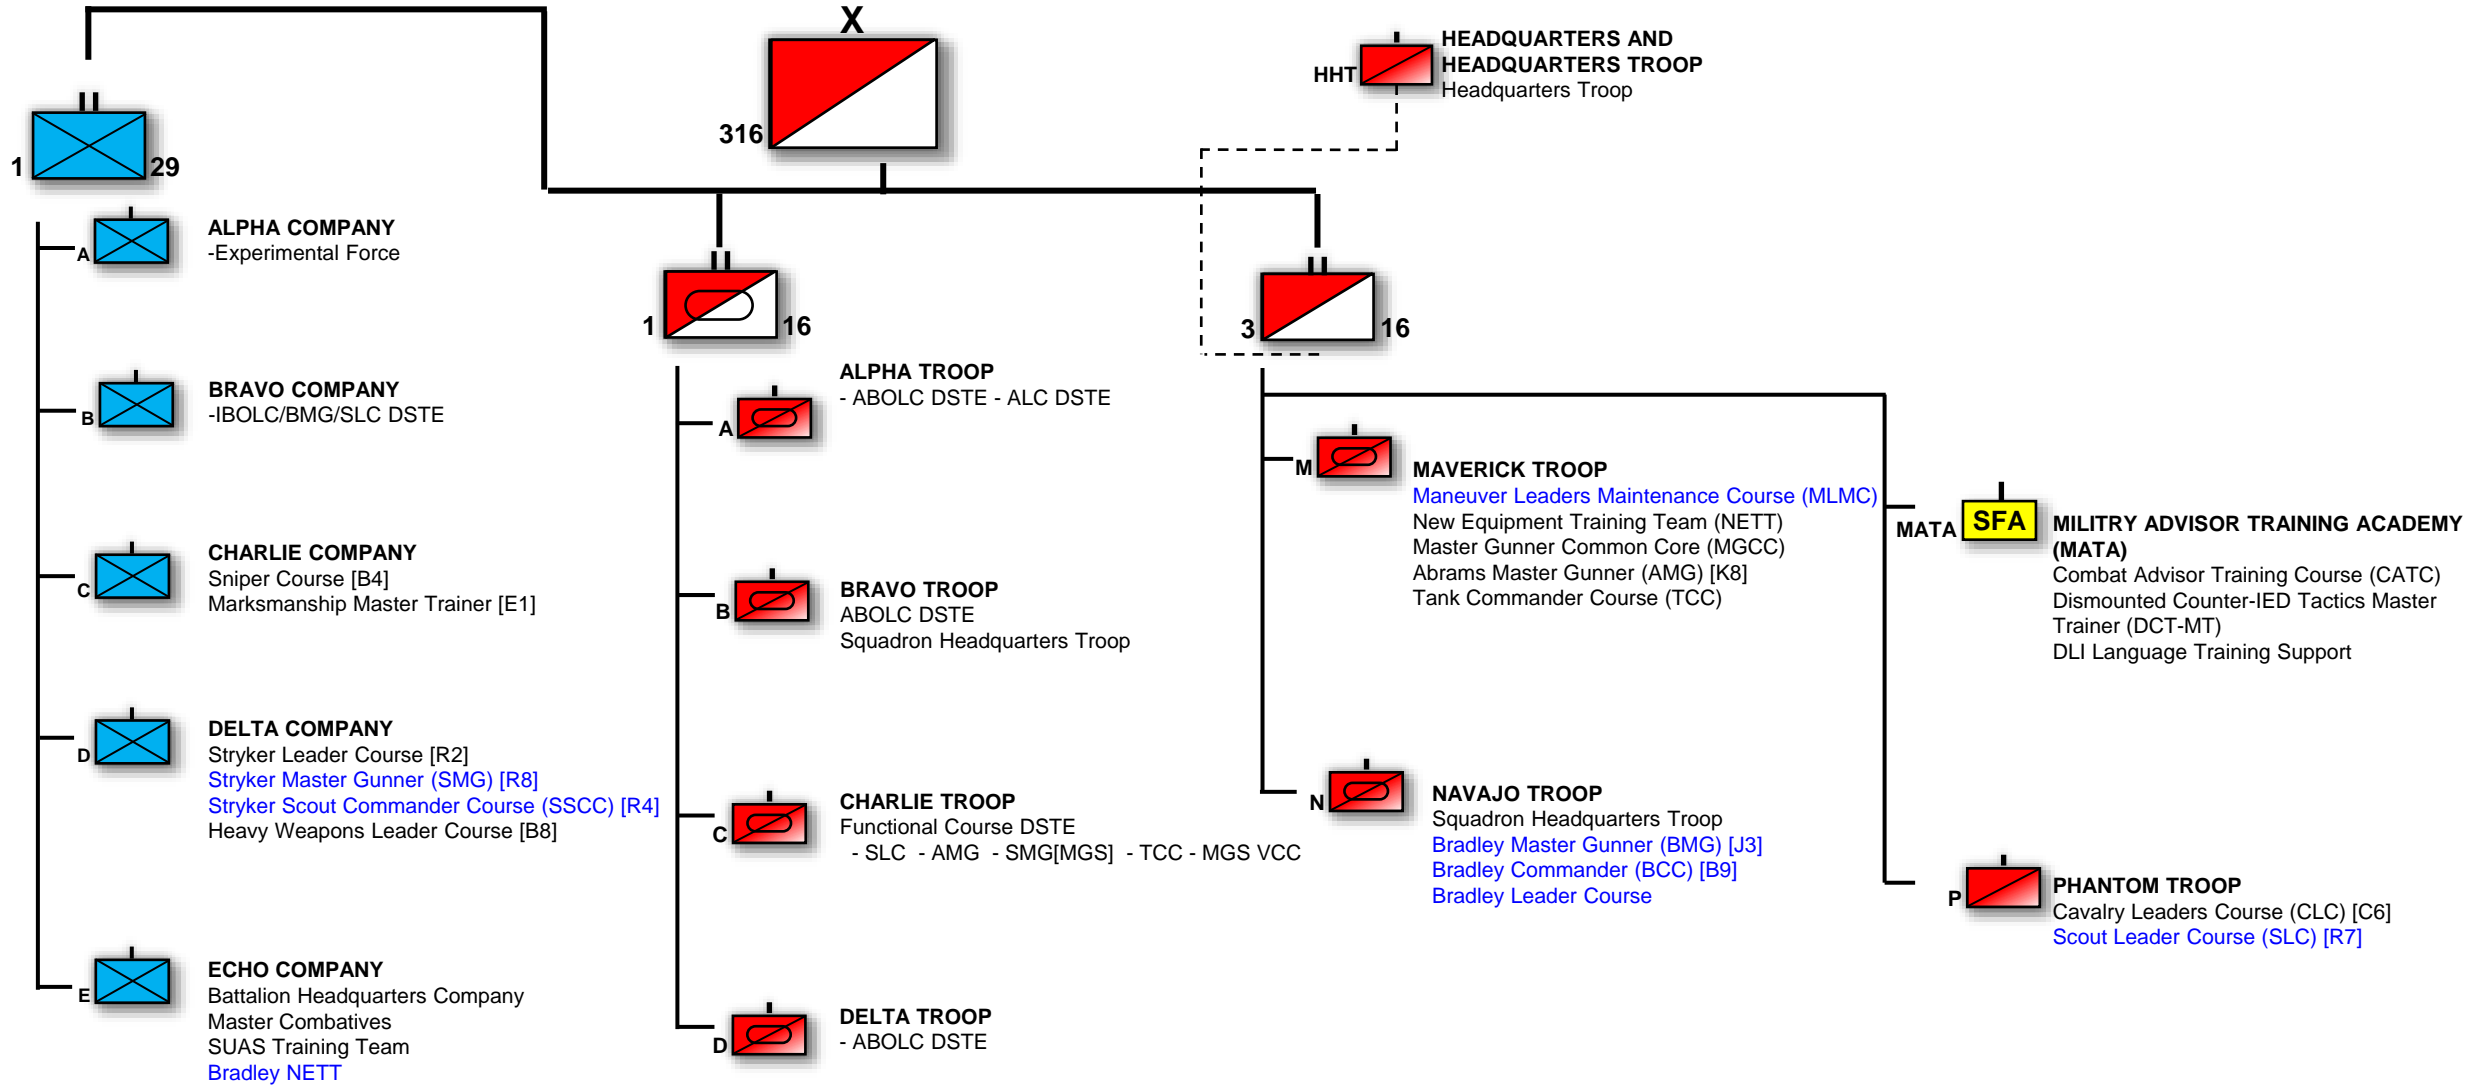 X
316
HHT
HEADQUARTERS AND
HEADQUARTERS TROOP
Headquarters Troop
1
29
A
ALPHA COMPANY
-Experimental Force
B
BRAVO COMPANY
-IBOLC/BMG/SLC DSTE
C
CHARLIE COMPANY
Sniper Course [B4]
Marksmanship Master Trainer [E1]
D
DELTA COMPANY
Stryker Leader Course [R2]
Stryker Master Gunner (SMG) [R8]
Stryker Scout Commander Course (SSCC) [R4]
Heavy Weapons Leader Course [B8]
E
ECHO COMPANY
Battalion Headquarters Company
Master Combatives
SUAS Training Team
Bradley NETT
1
16
A
ALPHA TROOP
- ABOLC DSTE - ALC DSTE
B
BRAVO TROOP
ABOLC DSTE
Squadron Headquarters Troop
C
CHARLIE TROOP
Functional Course DSTE
- SLC - AMG - SMG[MGS] - TCC - MGS VCC
D
DELTA TROOP
- ABOLC DSTE
3
16
M
MAVERICK TROOP
Maneuver Leaders Maintenance Course (MLMC)
New Equipment Training Team (NETT)
Master Gunner Common Core (MGCC)
Abrams Master Gunner (AMG) [K8]
Tank Commander Course (TCC)
N
NAVAJO TROOP
Squadron Headquarters Troop
Bradley Master Gunner (BMG) [J3]
Bradley Commander (BCC) [B9]
Bradley Leader Course
MATA
SFA
MILITRY ADVISOR TRAINING ACADEMY
(MATA)
Combat Advisor Training Course (CATC)
Dismounted Counter-IED Tactics Master
Trainer (DCT-MT)
DLI Language Training Support
P
PHANTOM TROOP
Cavalry Leaders Course (CLC) [C6]
Scout Leader Course (SLC) [R7]